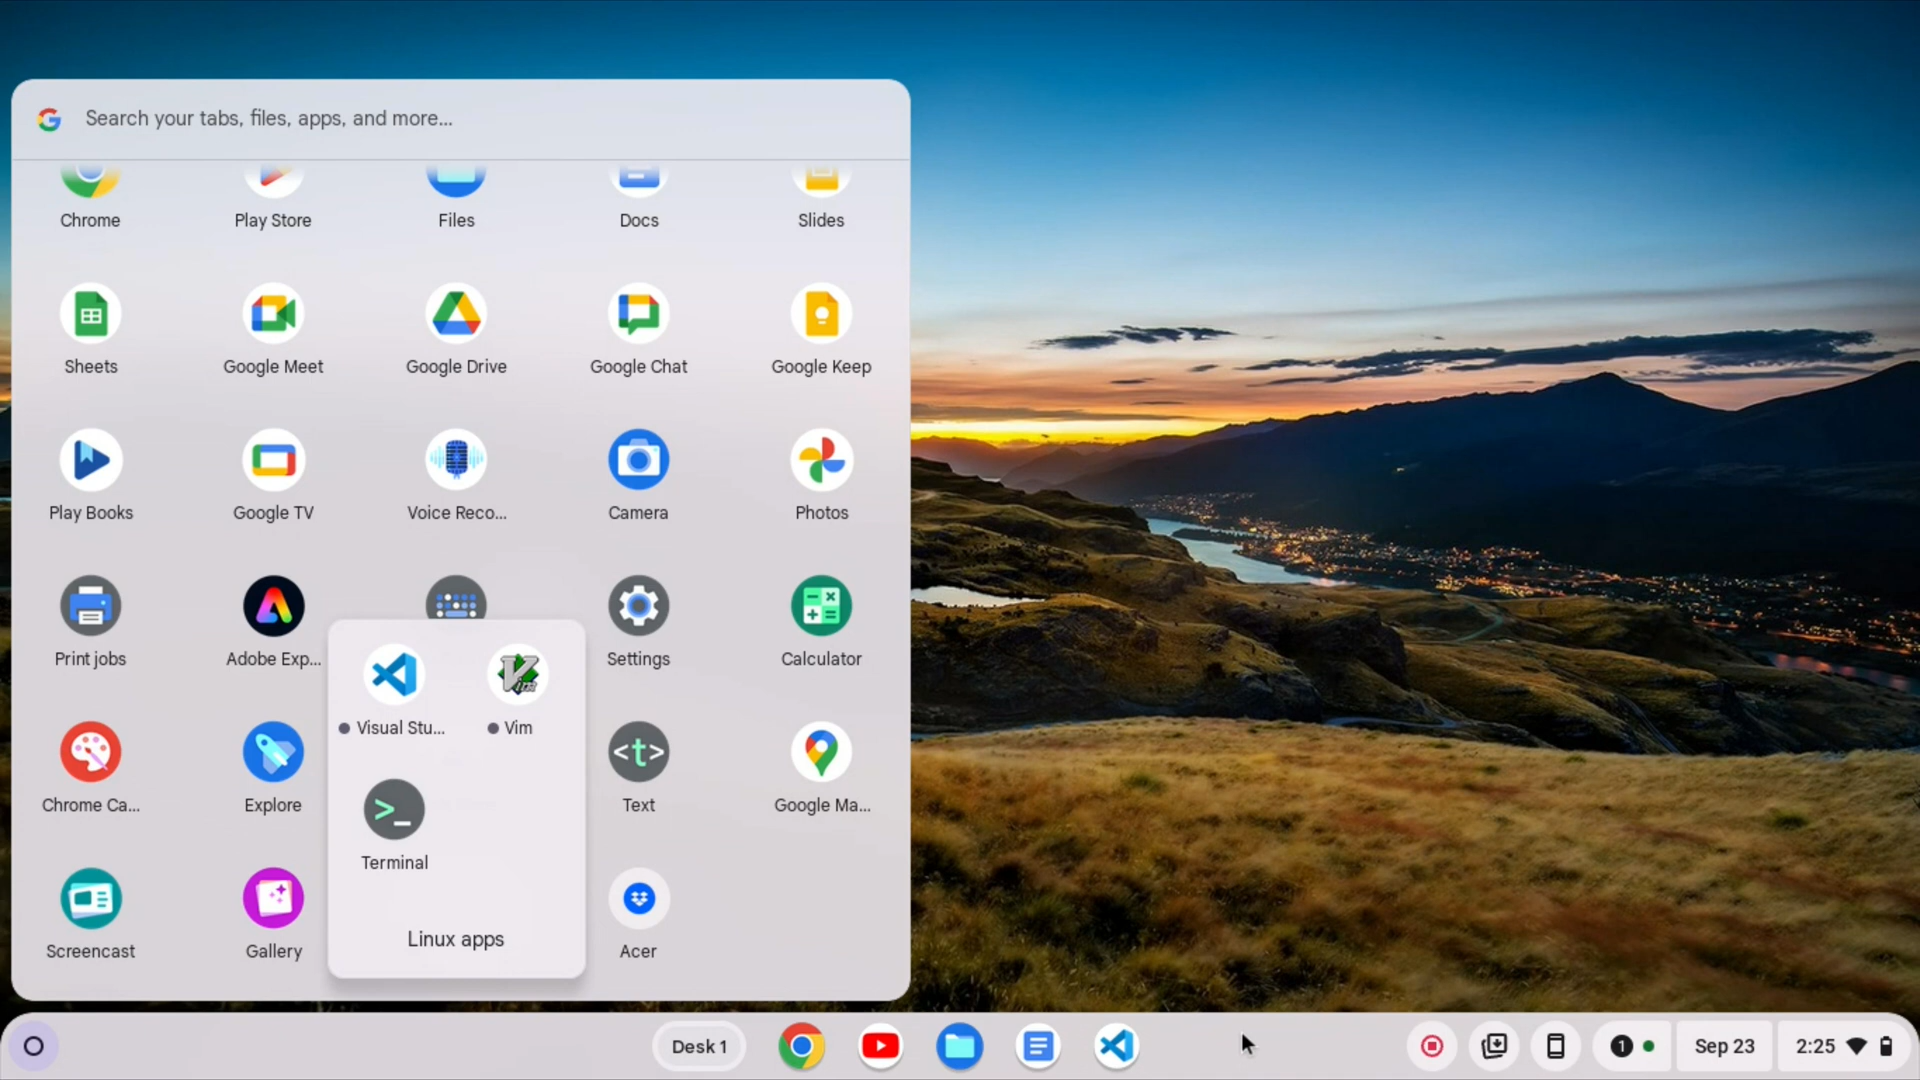 Search your tabs, files, apps, and more...
Chrome
Play Store
Files
Docs
Slides
Sheets
Google Meet
Google Drive
Google Chat
Google Keep
Play Books
Google TV
Voice Reco...
Camera
Photos
Print jobs
Adobe Exp...
Settings
Calculator
Visual Stu...
Vim
Chrome Ca...
Explore
Terminal
<t>
Text
Google Ma...
Screencast
Gallery
Linux apps
Acer
Desk 1
1
Sep 23
2:25